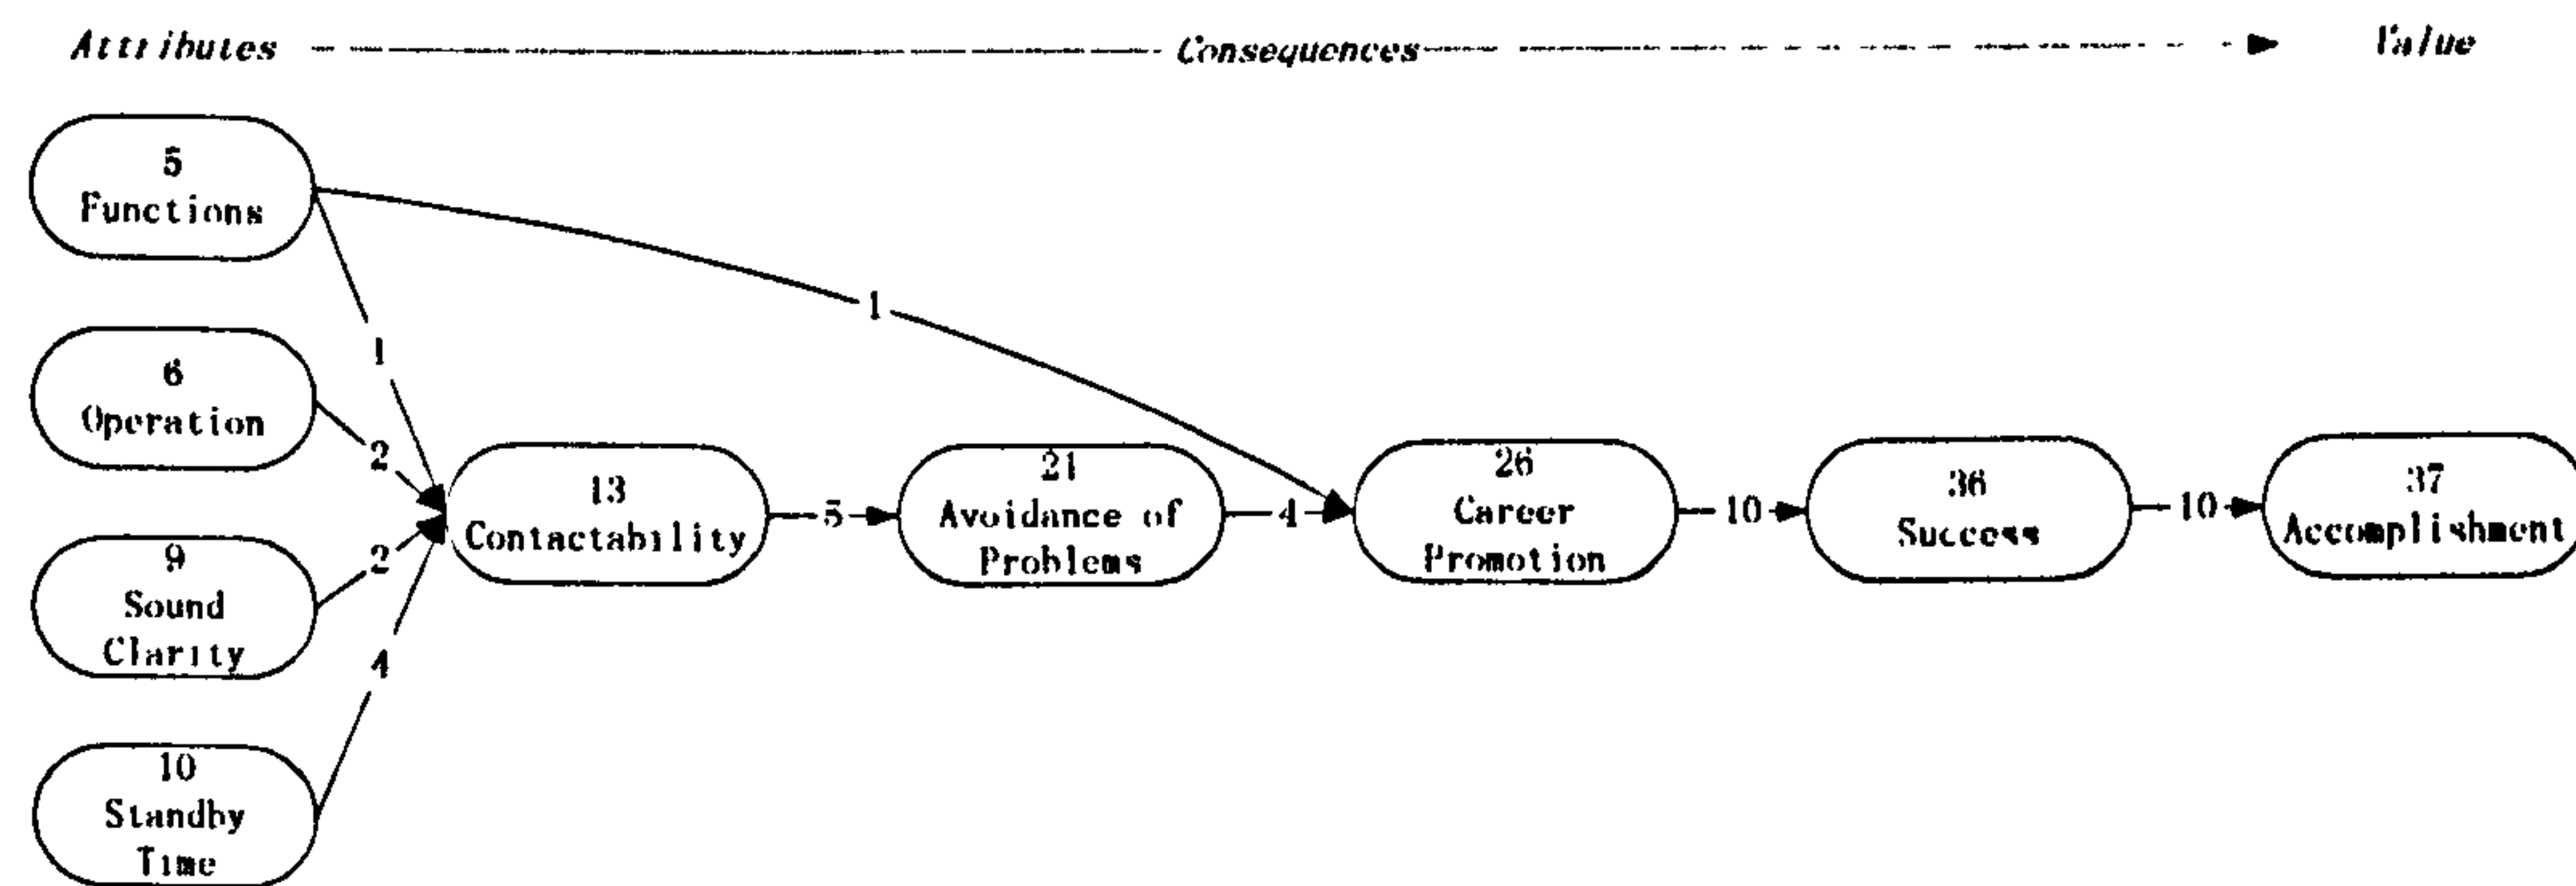 Attributes Consequences Value
5
Functions
1
1
6
Operation
2
9
Sound
Clarity
2
10
Standby
Time
4
13
Contactability
5
21
Avoidance of
Problems
4
26
Career
Promotion
10
36
Success
10
37
Accomplishment